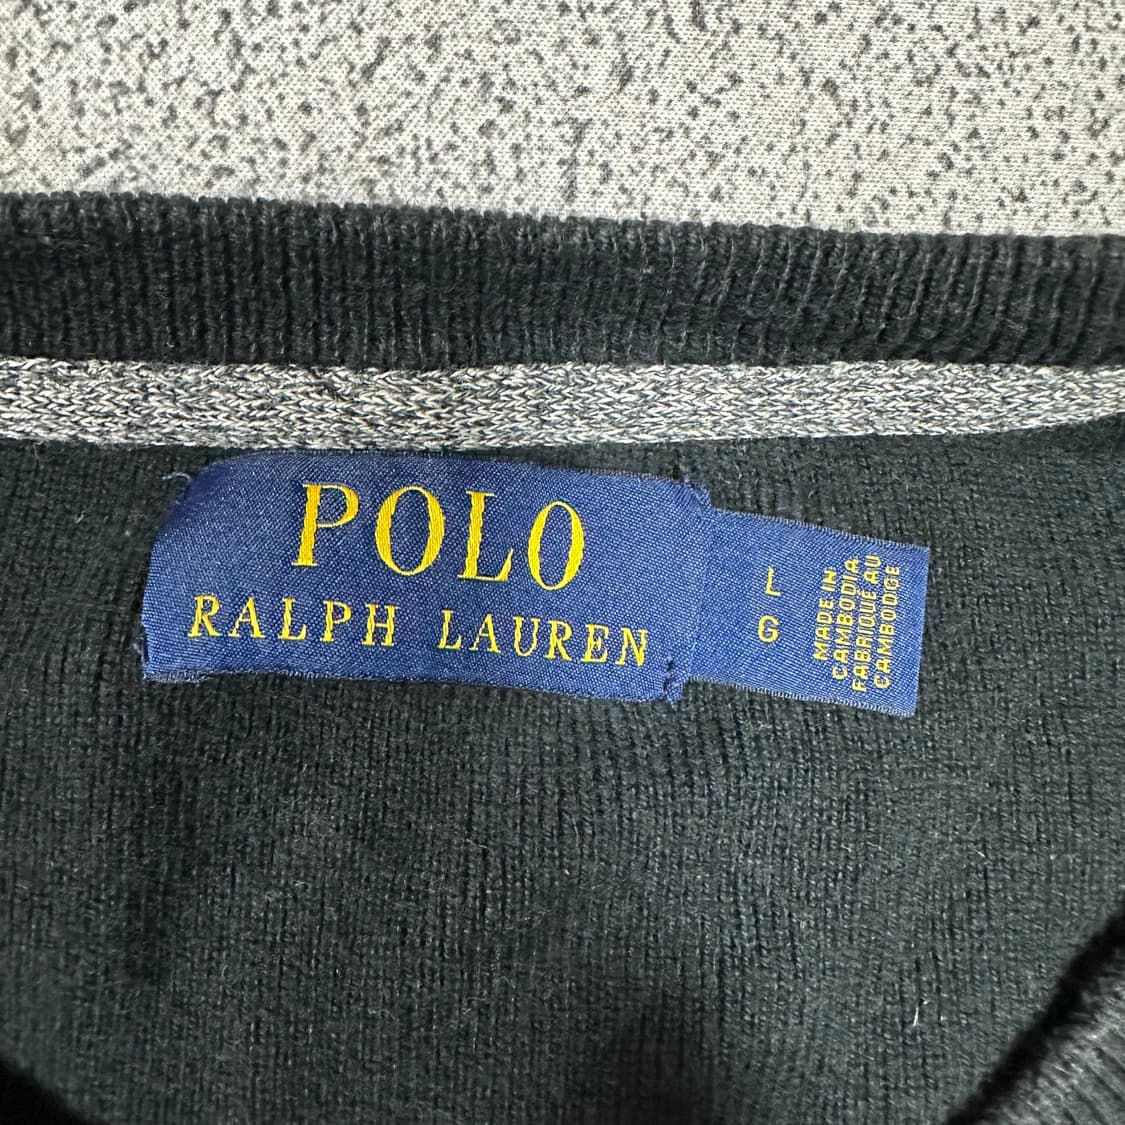 POLO
RALPH LAUREN
L
G
MADE IN
CAMBODIA
FABRIQUÉ AU
CAMBODGE